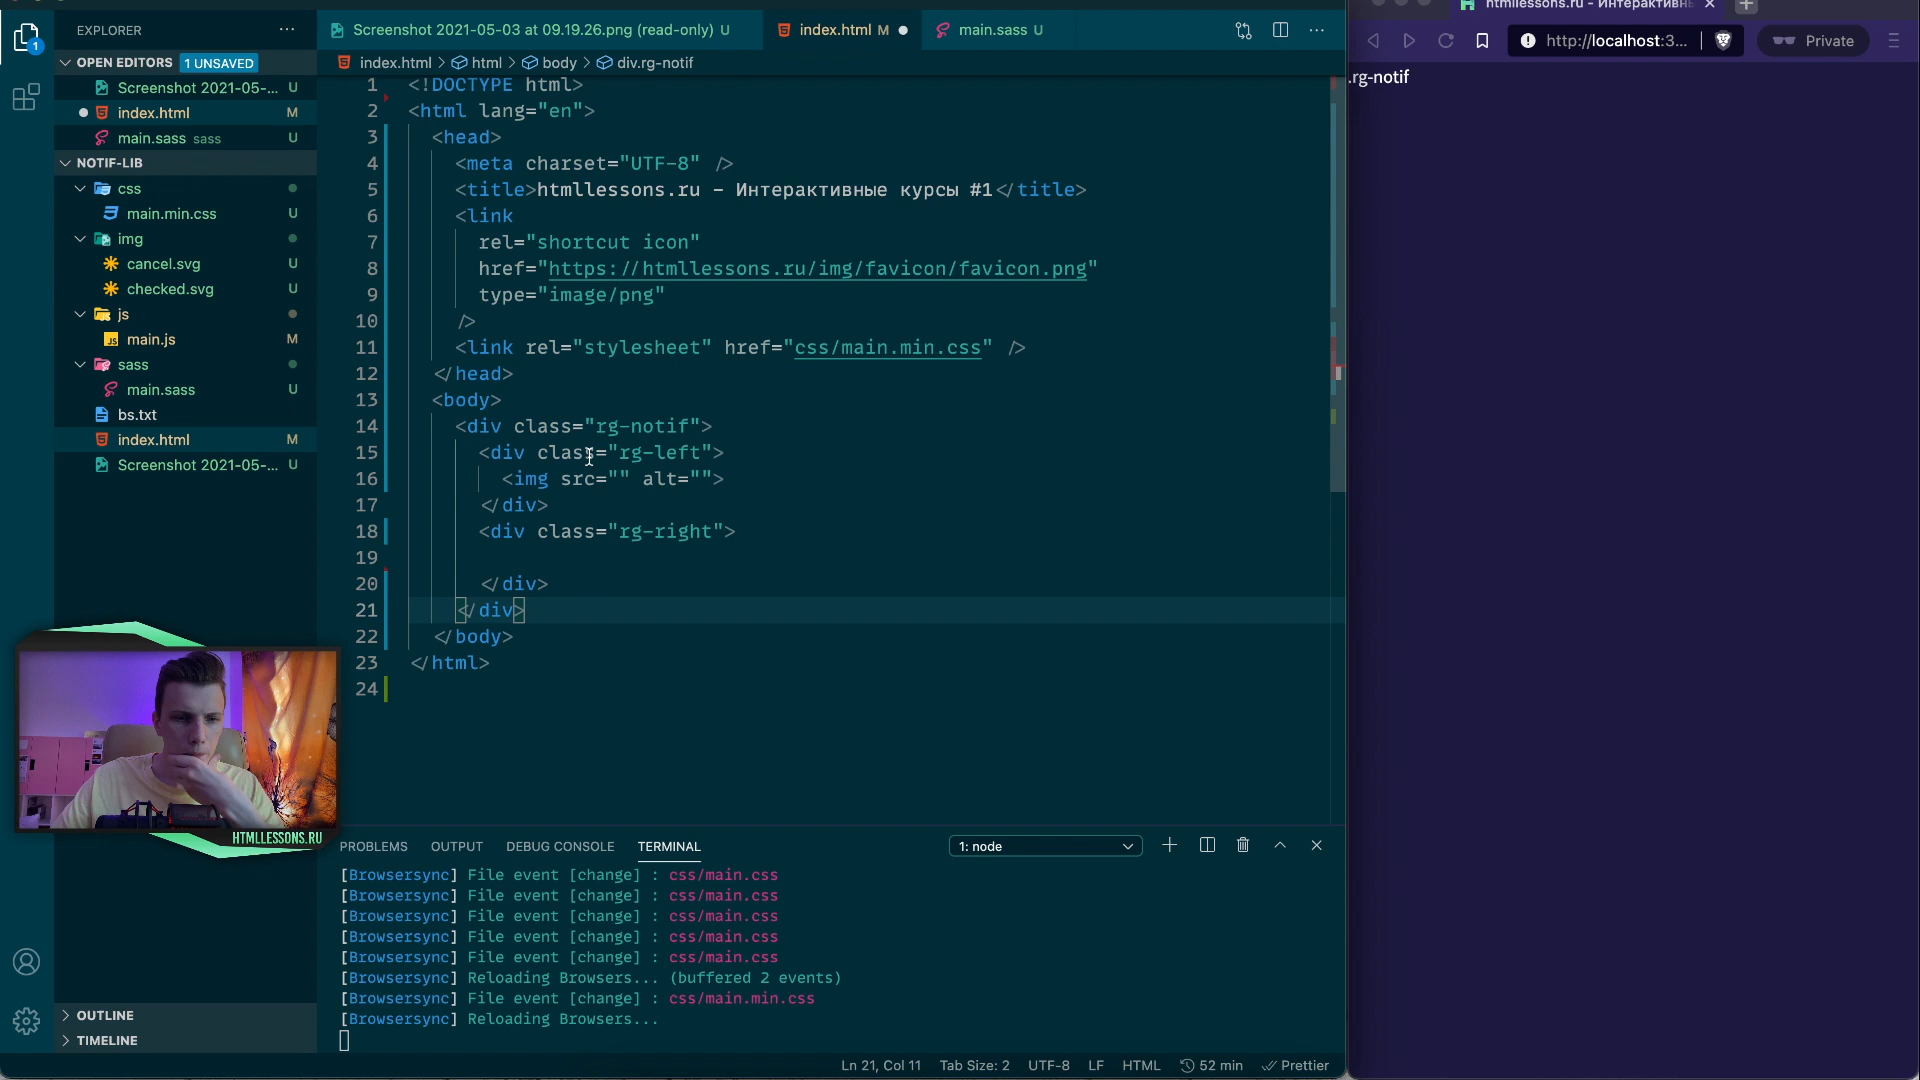 EXPLORER
OPEN EDITORS 1 UNSAVED
Screenshot 2021-05-... U
index.html M
main.sass sass U
NOTIF-LIB
css
main.min.css U
img
cancel.svg U
checked.svg U
js
main.js M
sass
main.sass U
bs.txt
index.html M
Screenshot 2021-05-... U
OUTLINE
TIMELINE
1
Screenshot 2021-05-03 at 09.19.26.png (read-only) U
index.html M
main.sass U
index.html > html > body > div.rg-notif
1 <!DOCTYPE html>
2 <html lang="en">
3 <head>
4 <meta charset="UTF-8" />
5 <title>htmllessons.ru - Интерактивные курсы #1</title>
6 <link
7 rel="shortcut icon"
8 href="https://htmllessons.ru/img/favicon/favicon.png"
9 type="image/png"
10 />
11 <link rel="stylesheet" href="css/main.min.css" />
12 </head>
13 <body>
14 <div class="rg-notif">
15 <div class="rg-left">
16 <img src="" alt="">
17 </div>
18 <div class="rg-right">
19
20 </div>
21 </div>
22 </body>
23 </html>
24
HTMLLESSONS.RU
PROBLEMS OUTPUT DEBUG CONSOLE TERMINAL 1: node
[Browsersync] File event [change] : css/main.css
[Browsersync] File event [change] : css/main.css
[Browsersync] File event [change] : css/main.css
[Browsersync] File event [change] : css/main.css
[Browsersync] File event [change] : css/main.css
[Browsersync] Reloading Browsers... (buffered 2 events)
[Browsersync] File event [change] : css/main.min.css
[Browsersync] Reloading Browsers...
Ln 21, Col 11 Tab Size: 2 UTF-8 LF HTML 52 min Prettier
htmllessons.ru - Интерактивн
http://localhost:3... Private
.rg-notif